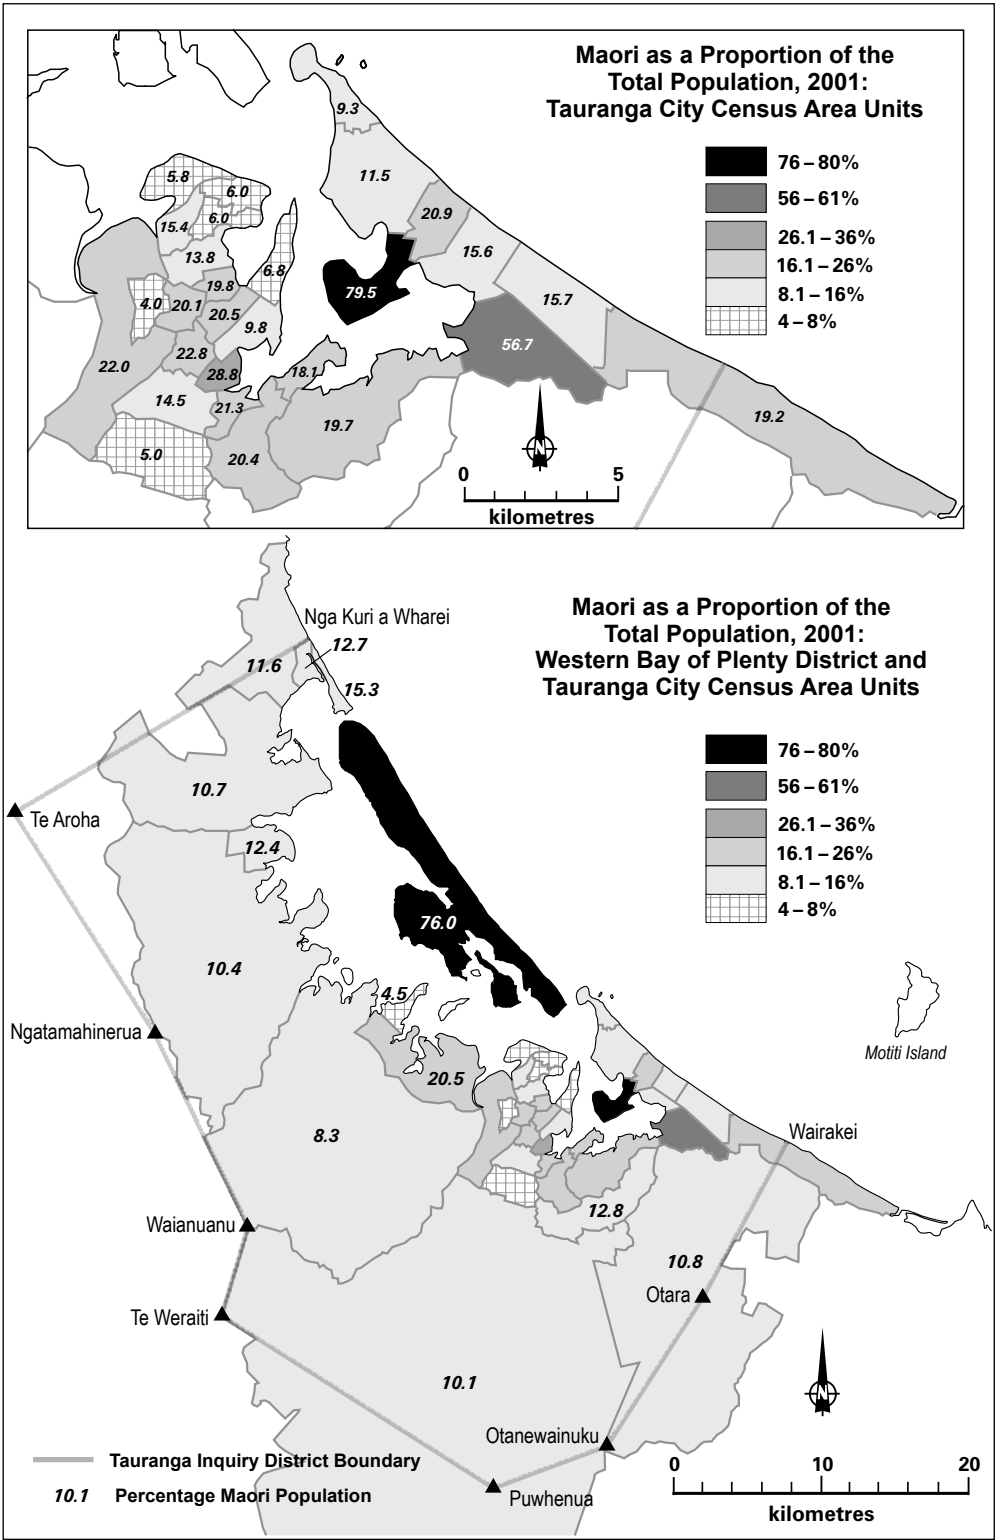 Maori as a Proportion of the
Total Population, 2001:
Tauranga City Census Area Units
76 – 80%
56 – 61%
26.1 – 36%
16.1 – 26%
8.1 – 16%
4 – 8%
9.3
11.5
5.8
6.0
20.9
6.0
15.4
15.6
13.8
6.8
19.8
79.5
15.7
4.0
20.1
20.5
9.8
56.7
22.8
22.0
28.8
18.1
14.5
21.3
19.2
19.7
5.0
20.4
0 5
kilometres
Maori as a Proportion of the
Total Population, 2001:
Western Bay of Plenty District and
Tauranga City Census Area Units
76 – 80%
56 – 61%
26.1 – 36%
16.1 – 26%
8.1 – 16%
4 – 8%
Nga Kuri a Wharei
12.7
11.6
15.3
10.7
Te Aroha
12.4
76.0
10.4
4.5
Ngatamahinerua
Motiti Island
20.5
8.3
Wairakei
12.8
Waianuanu
10.8
Otara
Te Weraiti
10.1
Otanewainuku
Puwhenua
Tauranga Inquiry District Boundary
10.1 Percentage Maori Population
0 10 20
kilometres
N
N